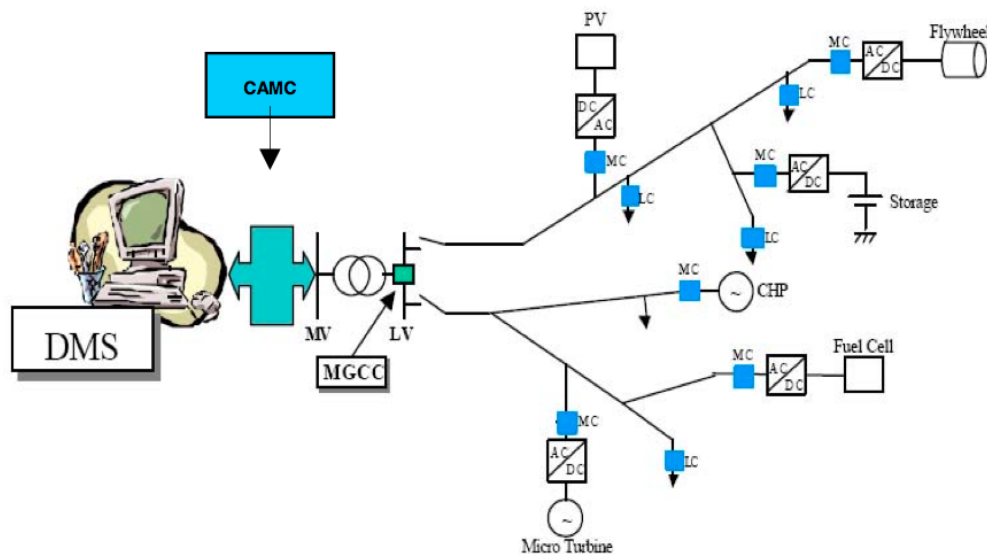 PV
Flywheel
MC
AC
DC
CAMC
DC
AC
LC
MC
MC
AC
DC
LC
Storage
LC
MC
~
CHP
DMS
MV
LV
MGCC
Fuel Cell
MC
AC
DC
MC
AC
DC
LC
~
Micro Turbine